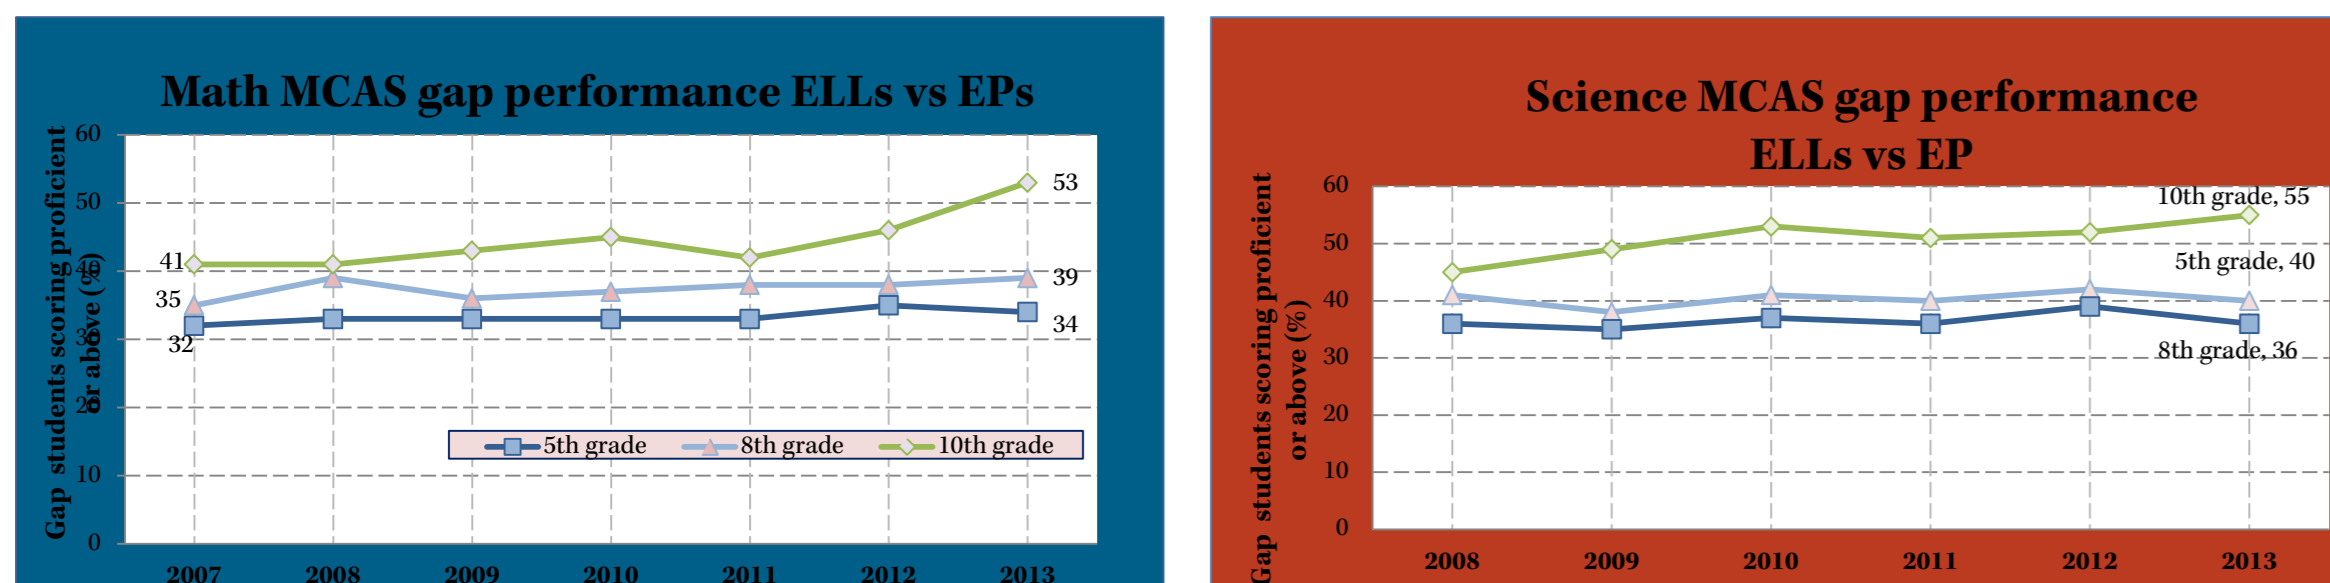 Math MCAS gap performance ELLs vs EPs
Gap students scoring proficient
or above (%)
60
50
40
30
20
10
0
41
35
32
53
39
34
5th grade
8th grade
10th grade
2007
2008
2009
2010
2011
2012
2013
Science MCAS gap performance
ELLs vs EP
Gap students scoring proficient
or above (%)
60
50
40
30
20
10
0
10th grade, 55
5th grade, 40
8th grade, 36
2008
2009
2010
2011
2012
2013